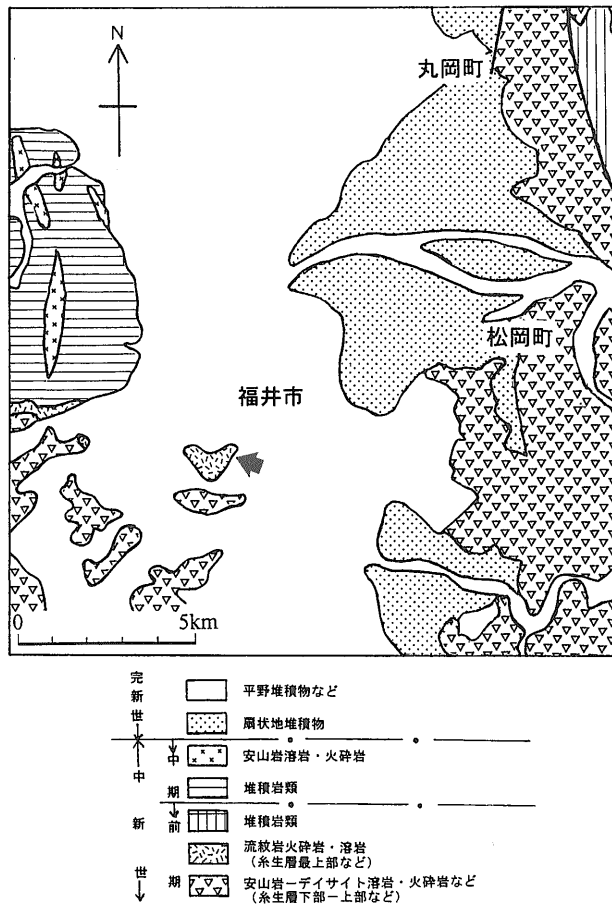 N
丸岡町
松岡町
福井市
0 5km
完新世
平野堆積物など
扇状地堆積物
中新世
中期
安山岩溶岩・火砕岩
堆積岩類
前期
堆積岩類
流紋岩火砕岩・溶岩
(糸生層最上部など)
安山岩ーデイサイト溶岩・火砕岩など
(糸生層下部ー上部など)